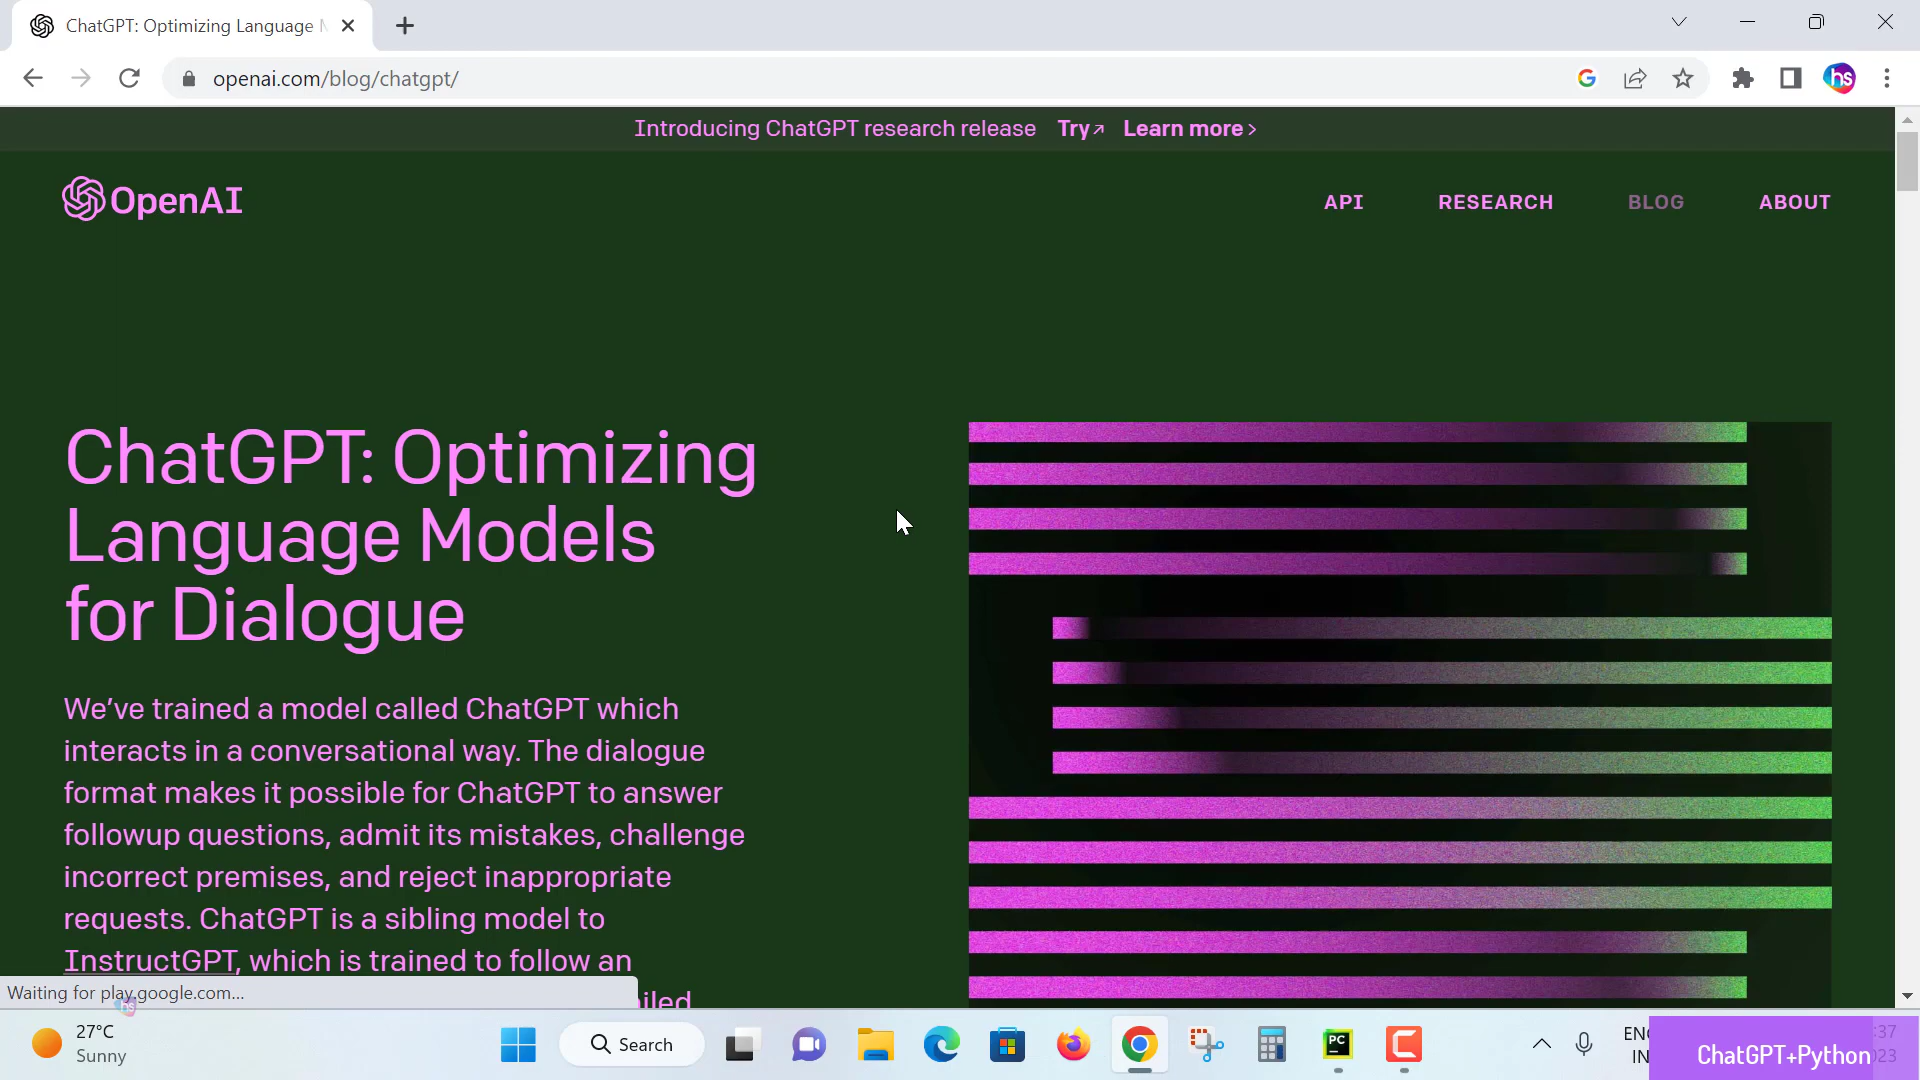 ChatGPT: Optimizing Language
openai.com/blog/chatgpt/
Introducing ChatGPT research release Try↗ Learn more >
OpenAI
API RESEARCH BLOG ABOUT
ChatGPT: Optimizing
Language Models
for Dialogue
We’ve trained a model called ChatGPT which
interacts in a conversational way. The dialogue
format makes it possible for ChatGPT to answer
followup questions, admit its mistakes, challenge
incorrect premises, and reject inappropriate
requests. ChatGPT is a sibling model to
InstructGPT, which is trained to follow an
Waiting for play.google.com...
hs
27°C
Sunny
Search
PC
IN
ChatGPT+Python